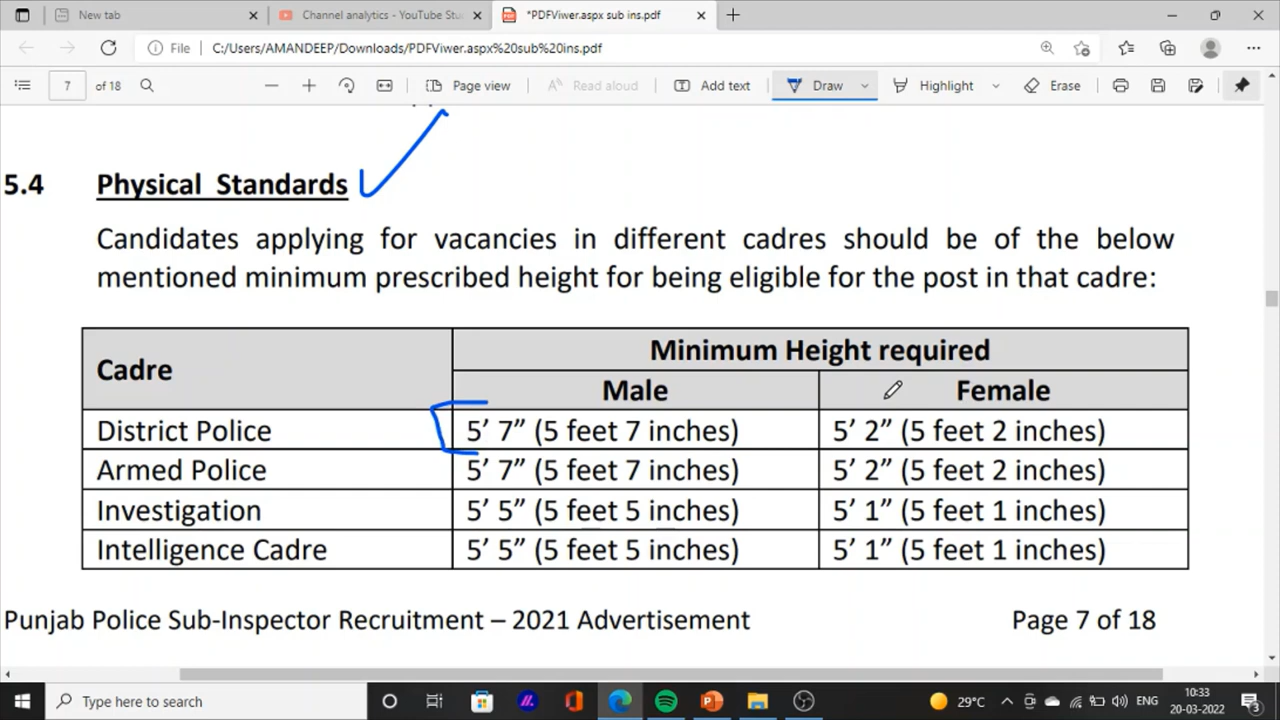 New tab
Channel analytics - YouTube Stu
*PDFViwer.aspx sub ins.pdf
File C:/Users/AMANDEEP/Downloads/PDFViwer.aspx%20sub%20ins.pdf
7 of 18 Page view Read aloud Add text Draw Highlight Erase
5.4 Physical Standards
Candidates applying for vacancies in different cadres should be of the below
mentioned minimum prescribed height for being eligible for the post in that cadre:
Cadre Minimum Height required
Male Female
District Police 5’ 7” (5 feet 7 inches) 5’ 2” (5 feet 2 inches)
Armed Police 5’ 7” (5 feet 7 inches) 5’ 2” (5 feet 2 inches)
Investigation 5’ 5” (5 feet 5 inches) 5’ 1” (5 feet 1 inches)
Intelligence Cadre 5’ 5” (5 feet 5 inches) 5’ 1” (5 feet 1 inches)
Punjab Police Sub-Inspector Recruitment – 2021 Advertisement Page 7 of 18
Type here to search
29°C ENG 10:33
20-03-2022 3